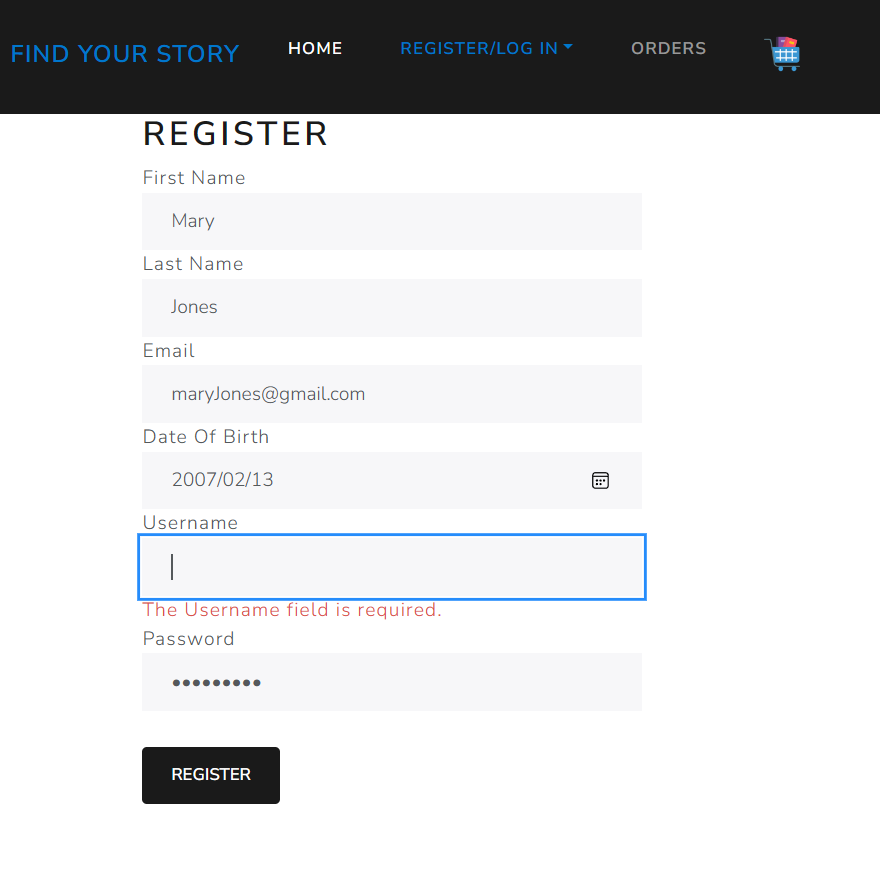 FIND YOUR STORY HOME REGISTER/LOG IN ORDERS
REGISTER
First Name
Mary
Last Name
Jones
Email
maryJones@gmail.com
Date Of Birth
2007/02/13
Username
The Username field is required.
Password
•••••••••
REGISTER